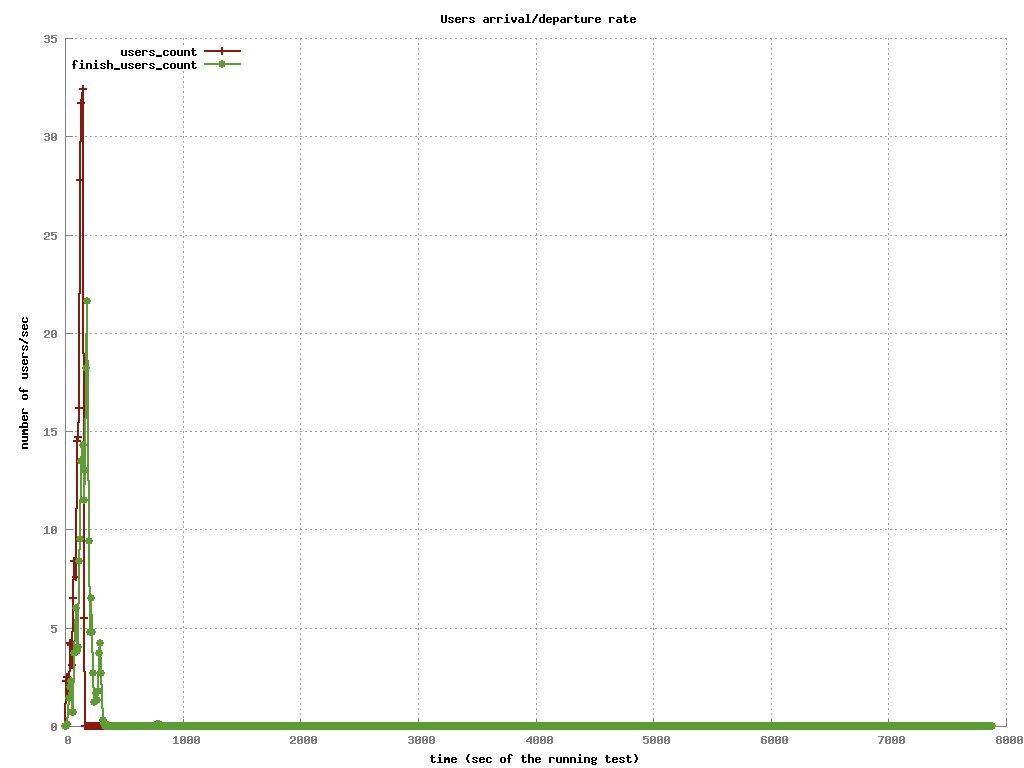 Users arrival/departure rate
users_count
finish_users_count
35
30
25
20
15
10
5
0
number of users/sec
0 1000 2000 3000 4000 5000 6000 7000 8000
time (sec of the running test)